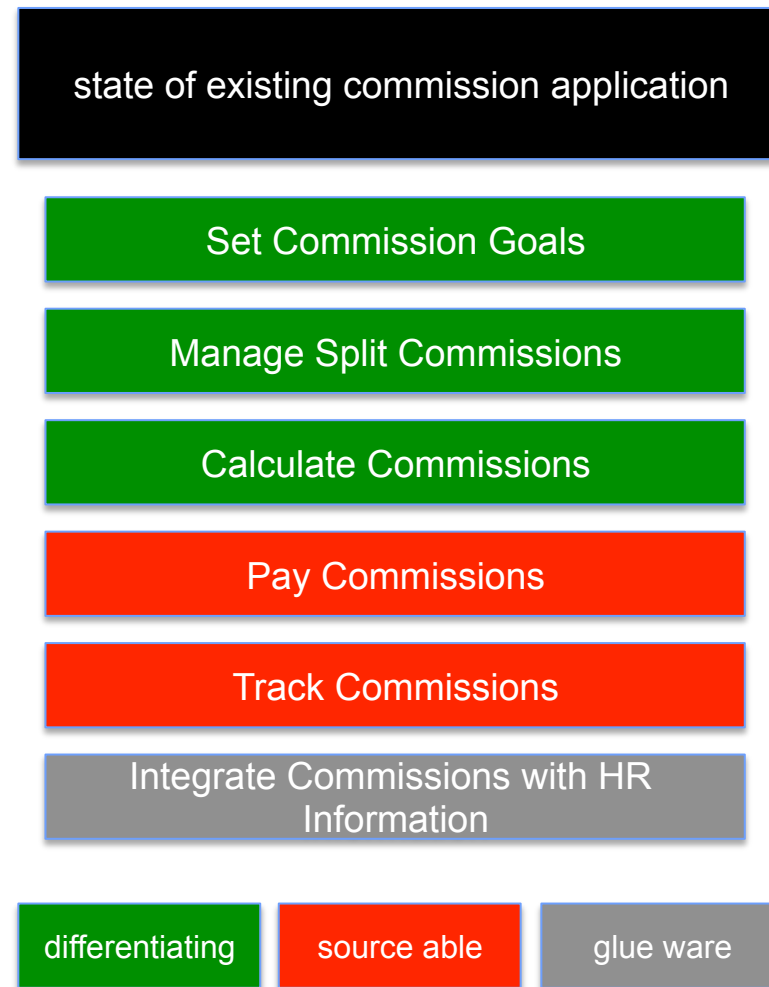 state of existing commission application
Set Commission Goals
Manage Split Commissions
Calculate Commissions
Pay Commissions
Track Commissions
Integrate Commissions with HR
Information
differentiating
source able
glue ware